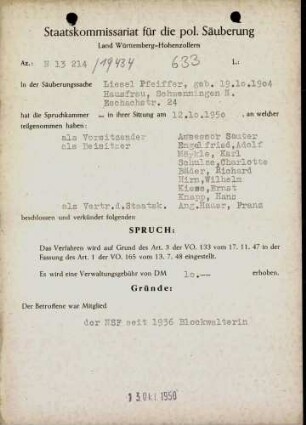 Staatskommissariat für die pol. Säuberung
Land Württemberg-Hohenzollern
Az.: N 13 214 /19434 633
In der Säuberungssache Liesel Pfeiffer, geb. 19.10.1904
Hausfrau, Schwenningen N.
Eschachstr. 24
hat die Spruchkammer in ihrer Sitzung am 12.10.1950 , an welcher
teilgenommen haben:
als Vorsitzender Assessor Sauter
als Beisitzer Engelfried, Adolf
Karl
Schulze, Charlotte
Bäder, Richard
Hirn, Wilhelm
Kiess, Ernst
Knapp, Hans
als Vertr.d.Staatsk. Ang.Hauer, Franz
beschlossen und verkündet folgenden
SPRUCH:
Das Verfahren wird auf Grund des Art. 3 der VO. 133 vom 17. 11. 47 in der
Fassung des Art. 1 der VO. 165 vom 13. 7. 48 eingestellt.
Es wird eine Verwaltungsgebühr von DM 10.-- erhoben.
Gründe:
Der Betroffene war Mitglied
der NSF seit 1936 Blockwalterin
13 Okt 1950